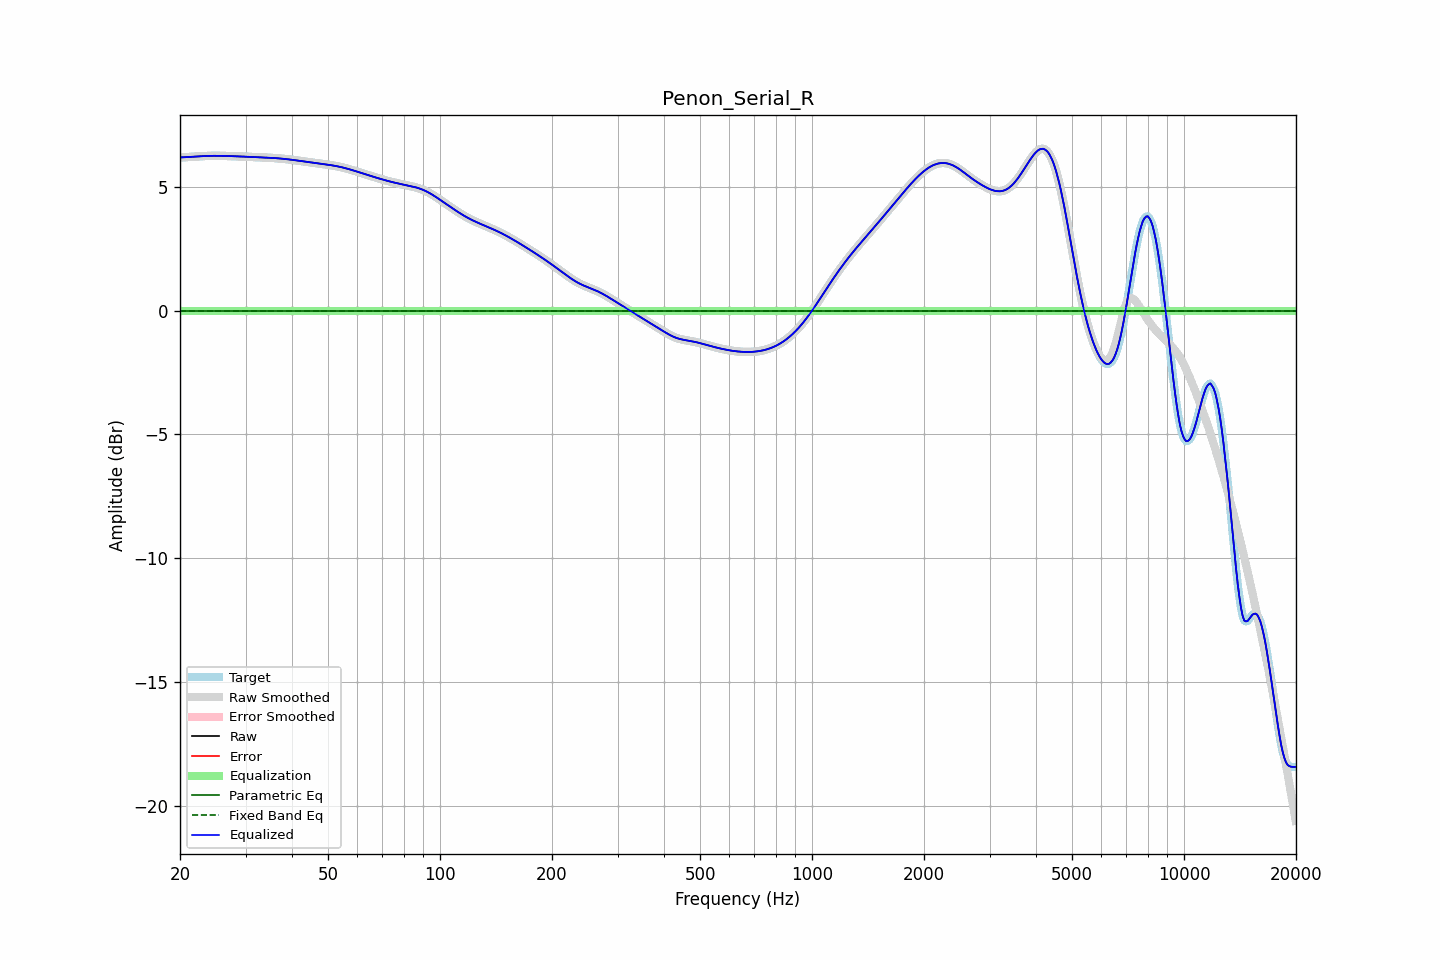 Penon_Serial_R
Amplitude (dBr)
5
0
−5
−10
−15
−20
Target
Raw Smoothed
Error Smoothed
Raw
Error
Equalization
Parametric Eq
Fixed Band Eq
Equalized
20 50 100 200 500 1000 2000 5000 10000 20000
Frequency (Hz)